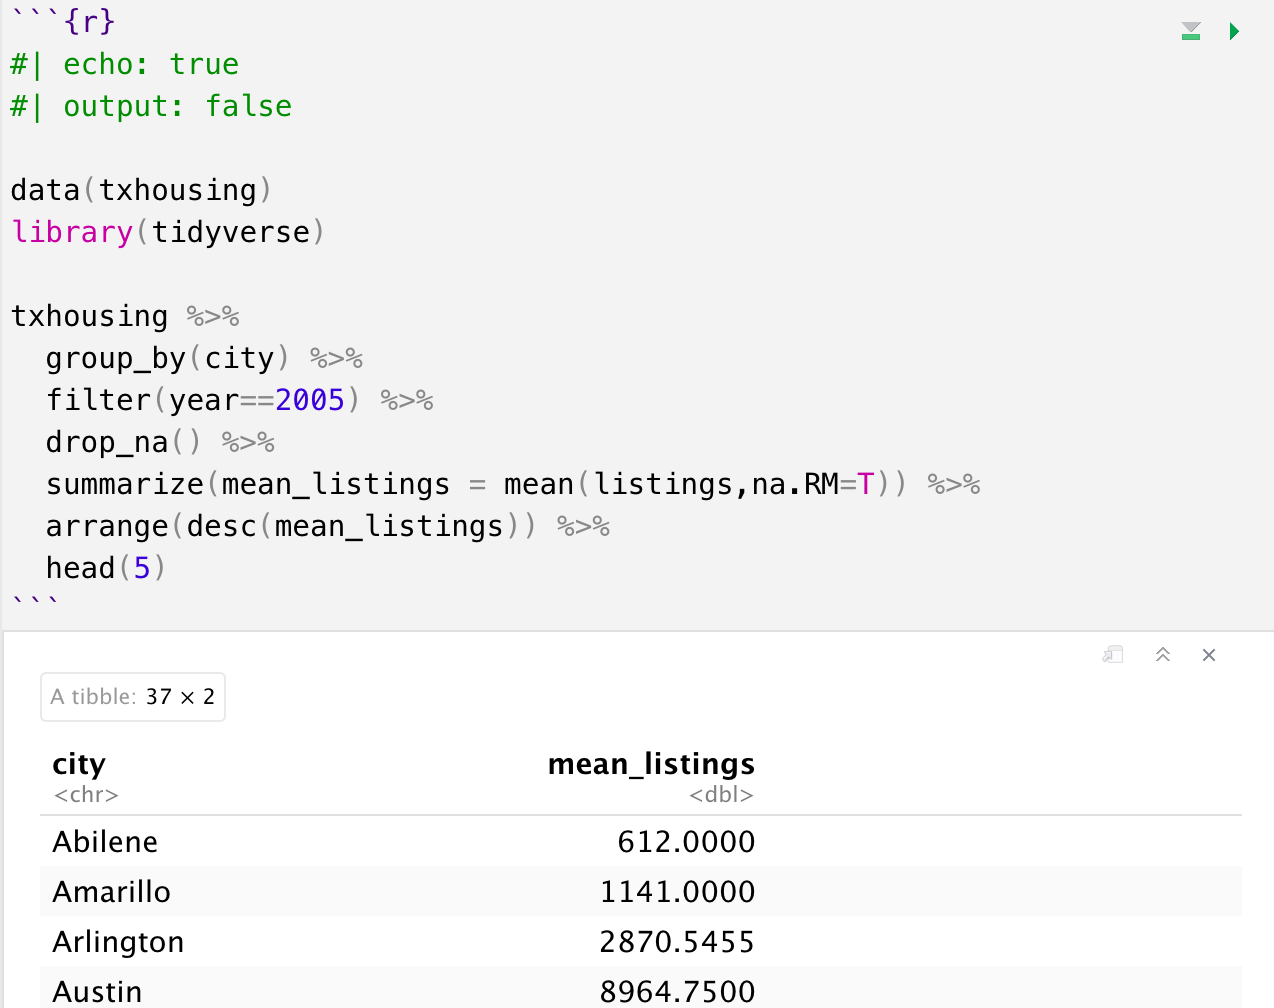 ```{r}
#| echo: true
#| output: false
data(txhousing)
library(tidyverse)
txhousing %>%
  group_by(city) %>%
  filter(year==2005) %>%
  drop_na() %>%
  summarize(mean_listings = mean(listings,na.RM=T)) %>%
  arrange(desc(mean_listings)) %>%
  head(5)
```
A tibble: 37 × 2
city mean_listings
<chr> <dbl>
Abilene 612.0000
Amarillo 1141.0000
Arlington 2870.5455
Austin 8964.7500